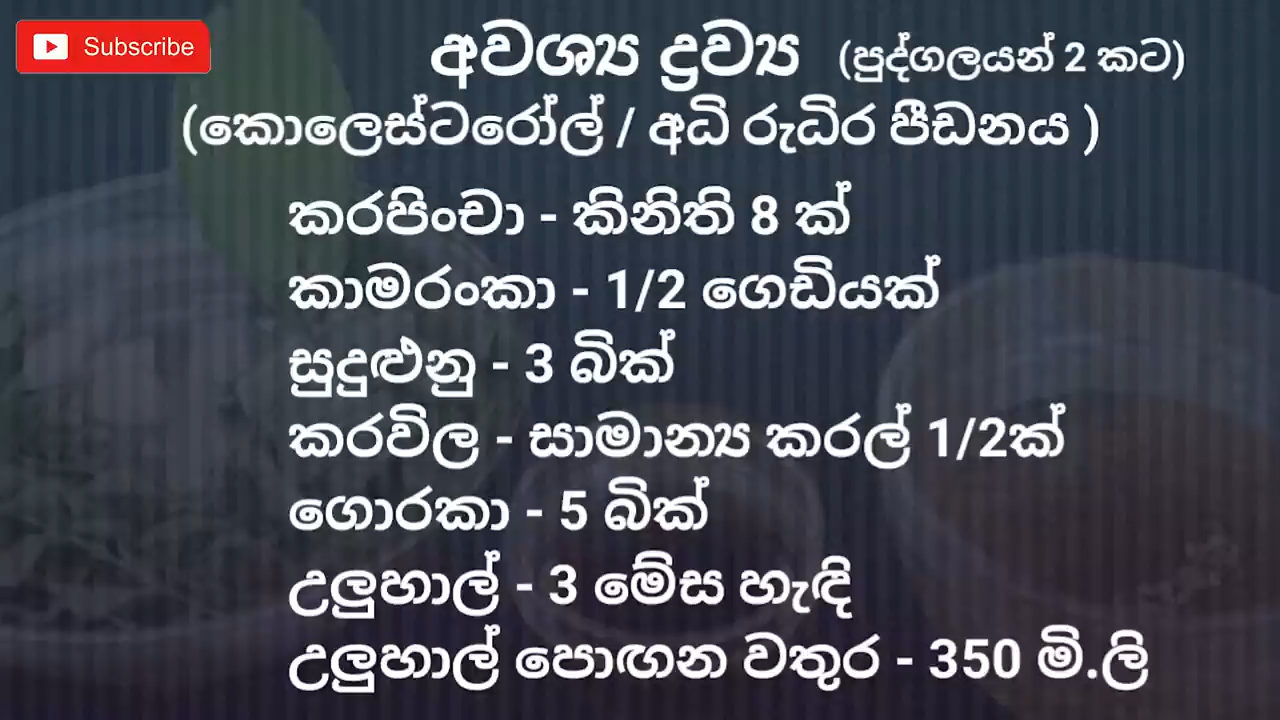 Subscribe
අවශ්‍ය ද්‍රව්‍ය (පුද්ගලයන් 2 කට)
(කොලෙස්ටරෝල් / අධි රුධිර පීඩනය )
කරපිංචා - කිනිති 8 ක්
කාමරංකා - 1/2 ගෙඩියක්
සුදුළුනු - 3 බික්
කරවිල - සාමාන්‍ය කරල් 1/2ක්
ගොරකා - 5 බික්
උලුහාල් - 3 මේස හැඳි
උලුහාල් පොඟන වතුර - 350 මි.ලි